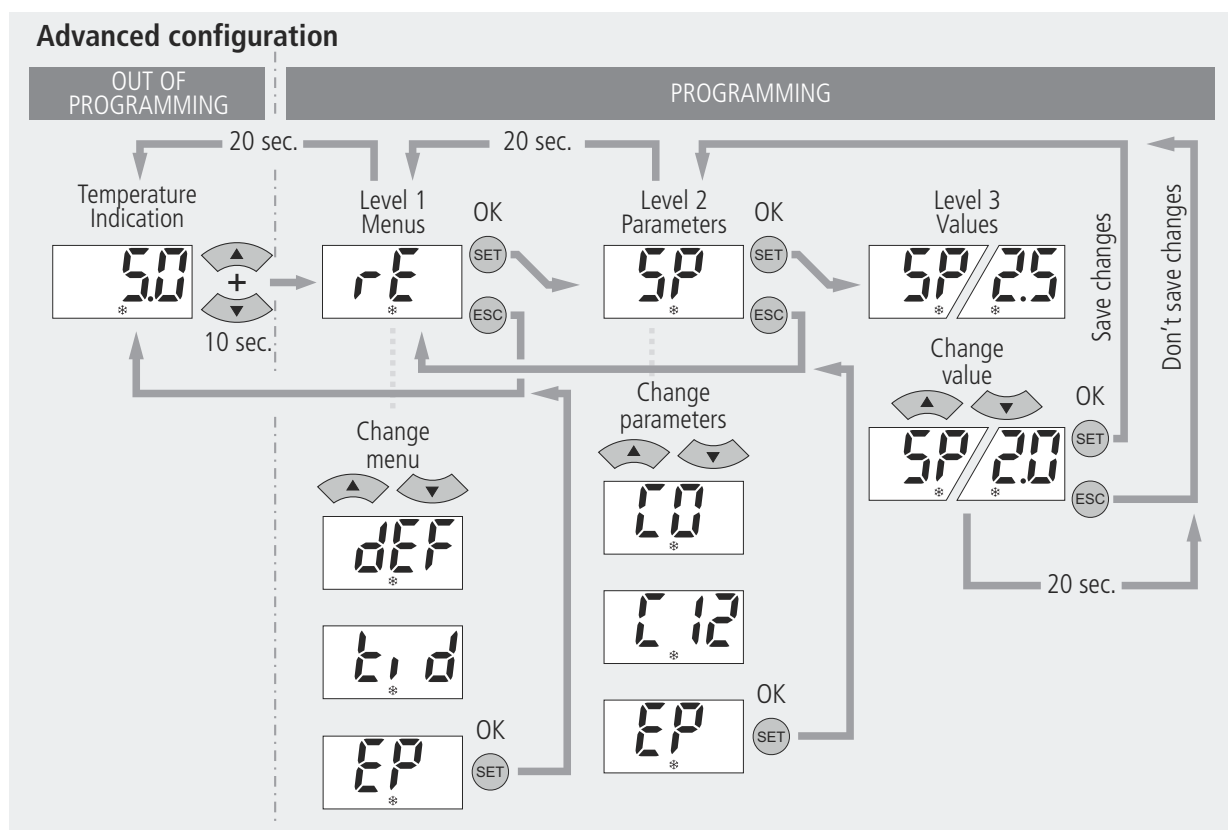 Advanced configuration
OUT OF
PROGRAMMING
PROGRAMMING
20 sec.
20 sec.
Temperature
Indication
Level 1
Menus
OK
Level 2
Parameters
OK
Level 3
Values
5.0
+
10 sec.
rE
SET
ESC
SP
SET
ESC
SP/2.5
Save changes
Don't save changes
Change
menu
Change
parameters
Change
value
SP/2.0
OK
SET
ESC
20 sec.
dEF
tid
EP
OK
SET
C0
C12
EP
OK
SET